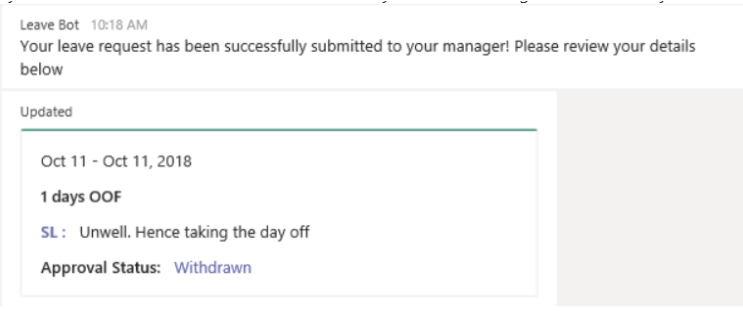 Leave Bot 10:18 AM
Your leave request has been successfully submitted to your manager! Please review your details
below
Updated
Oct 11 - Oct 11, 2018
1 days OOF
SL : Unwell. Hence taking the day off
Approval Status: Withdrawn